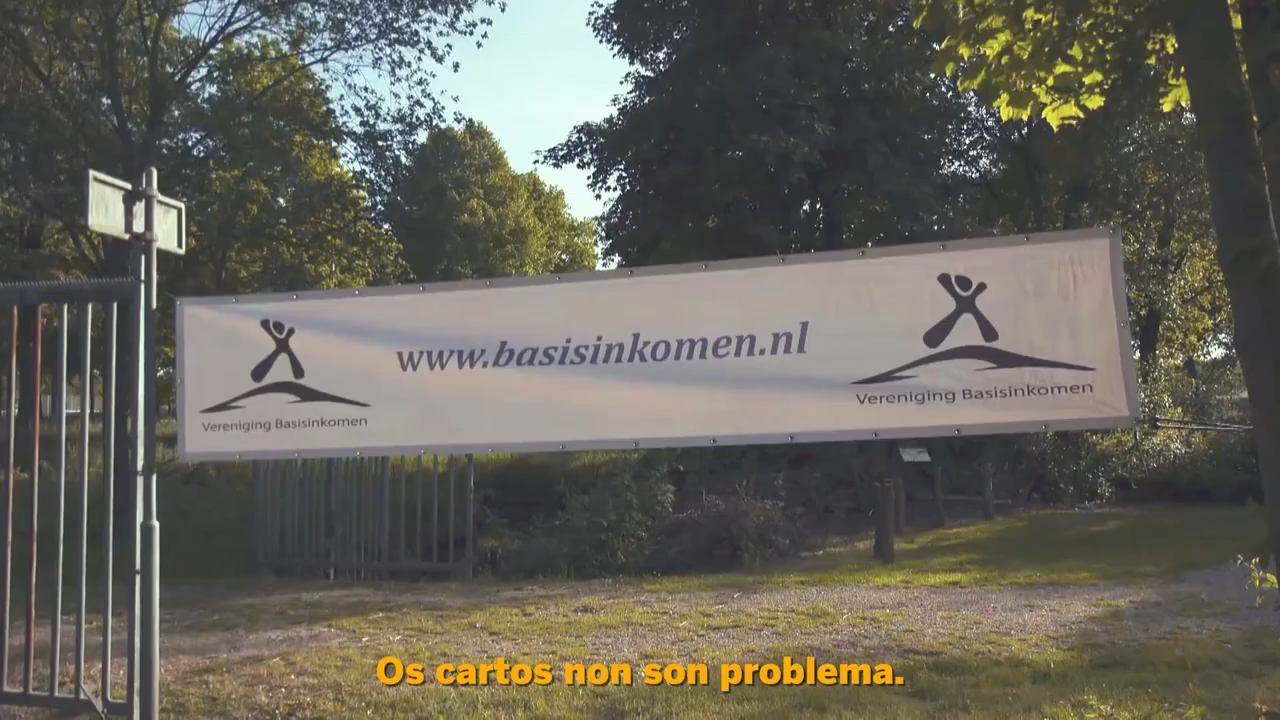 www.basisinkomen.nl
Vereniging Basisinkomen
Vereniging Basisinkomen
Os cartos non son problema.